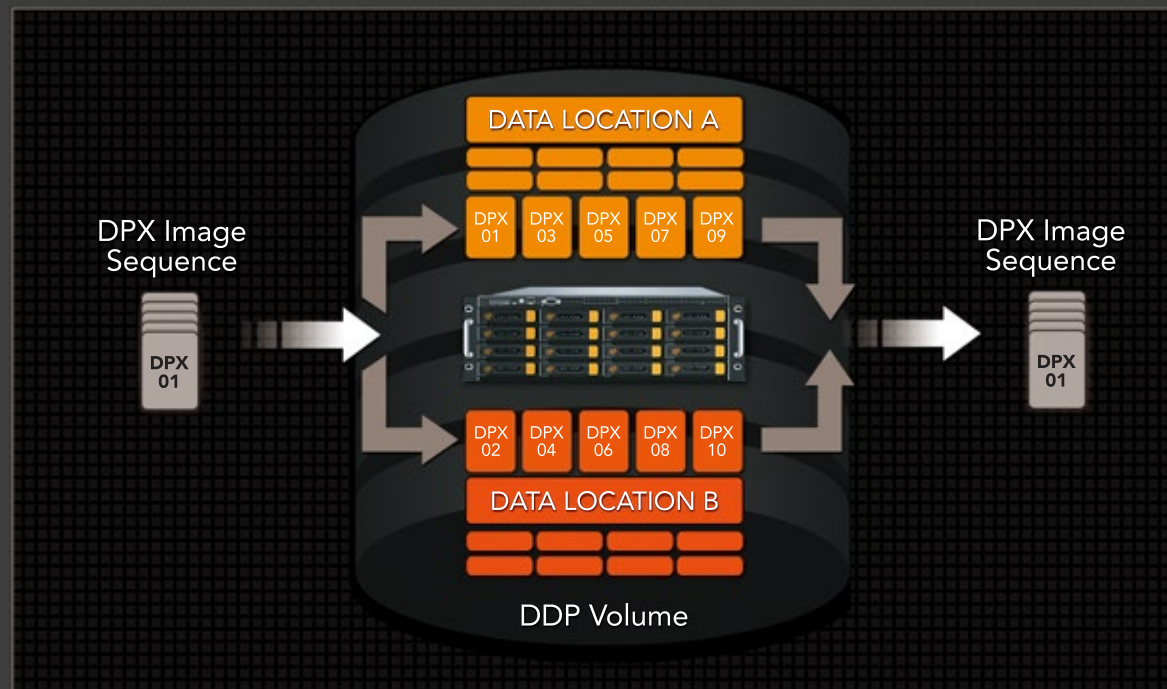 DATA LOCATION A
DPX
01
DPX
03
DPX
05
DPX
07
DPX
09
DPX Image
Sequence
DPX
01
DPX Image
Sequence
DPX
01
DPX
02
DPX
04
DPX
06
DPX
08
DPX
10
DATA LOCATION B
DDP Volume